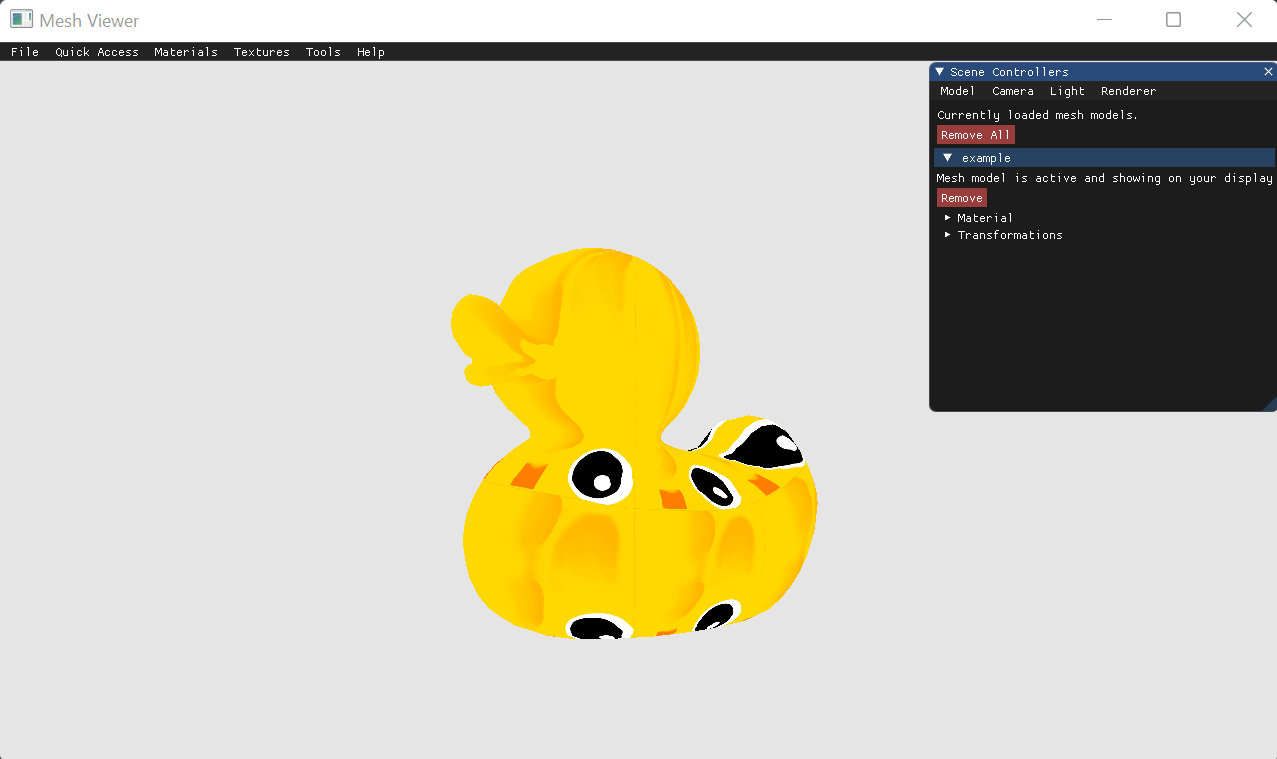 Mesh Viewer
File Quick Access Materials Textures Tools Help
Scene Controllers
Model Camera Light Renderer
Currently loaded mesh models.
Remove All
example
Mesh model is active and showing on your display
Remove
Material
Transformations